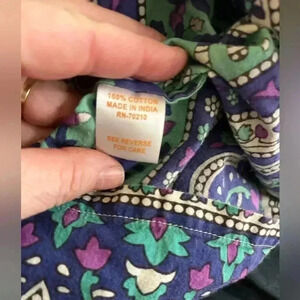 100% COTTON
MADE IN INDIA
RN-70210
SEE REVERSE
FOR CARE